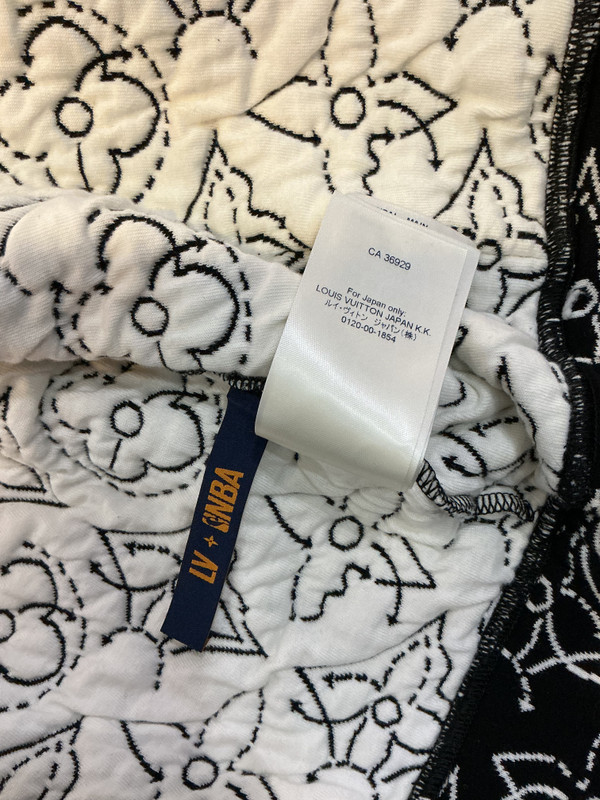 CA 36929
For Japan only:
LOUIS VUITTON JAPAN K.K.
ルイ・ヴィトン ジャパン(株)
0120-00-1854
LV + NBA